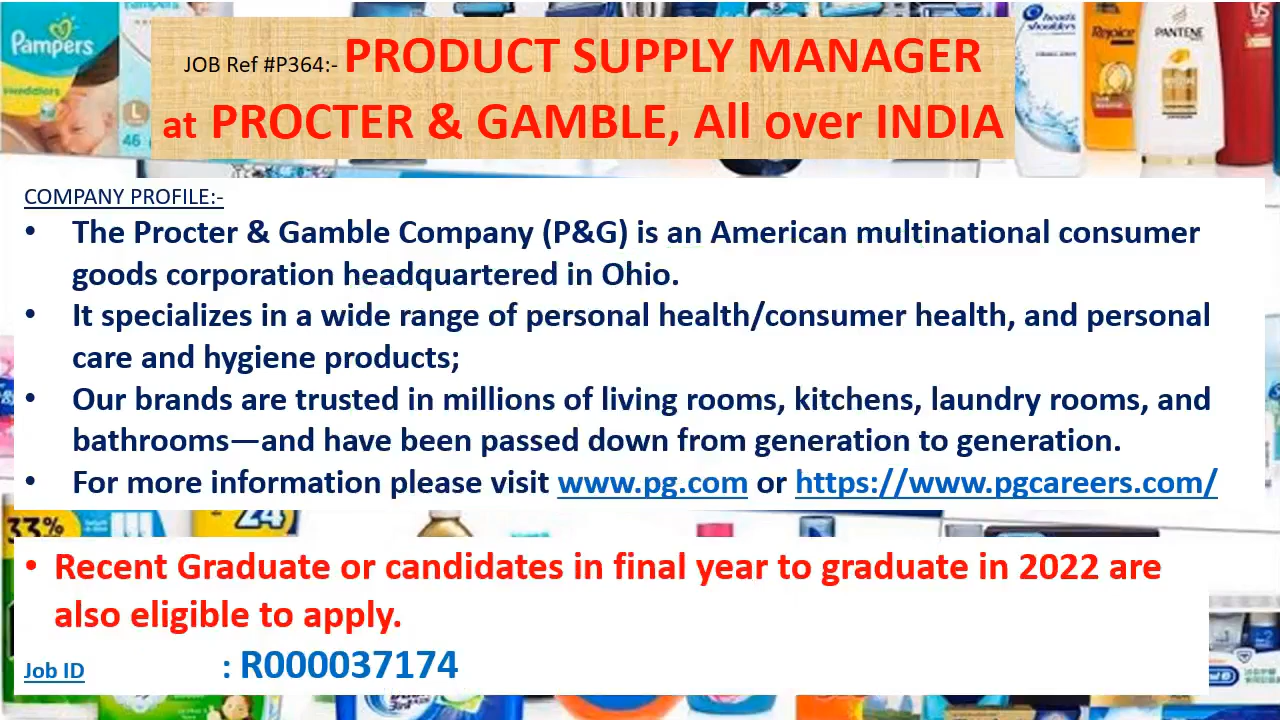 Pampers
swaddlers
L
46
head & shoulders
Rejoice
PANTENE
VS
JOB Ref #P364:- PRODUCT SUPPLY MANAGER
at PROCTER & GAMBLE, All over INDIA
COMPANY PROFILE:-
• The Procter & Gamble Company (P&G) is an American multinational consumer
goods corporation headquartered in Ohio.
• It specializes in a wide range of personal health/consumer health, and personal
care and hygiene products;
• Our brands are trusted in millions of living rooms, kitchens, laundry rooms, and
bathrooms—and have been passed down from generation to generation.
• For more information please visit www.pg.com or https://www.pgcareers.com/
33%
24
• Recent Graduate or candidates in final year to graduate in 2022 are
also eligible to apply.
Job ID : R000037174